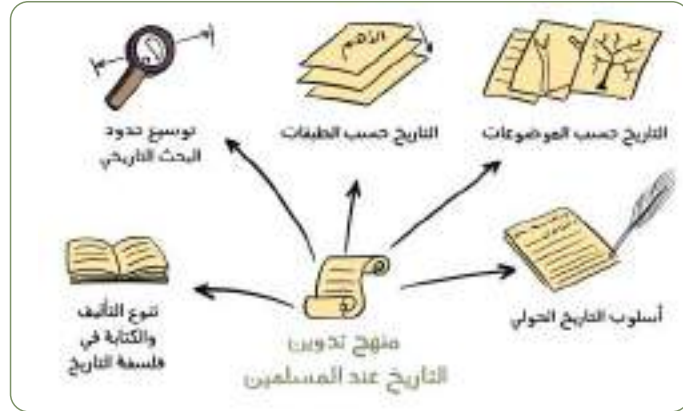 الأهم
التاريخ حسب الموضوعات
التاريخ حسب الطبقات
توسيع حدود
البحث التاريخي
أسلوب التاريخ الحولي
تنوع التأليف
والكتابة في
فلسفة التاريخ
منهج تدوين
التاريخ عند المسلمين